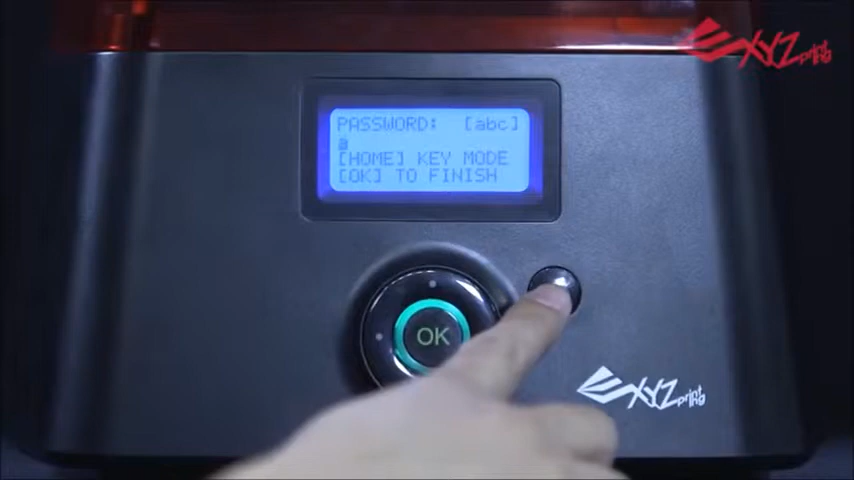 XYZprinting
PASSWORD: [abc]
a
[HOME] KEY MODE
[OK] TO FINISH
OK
XYZprinting